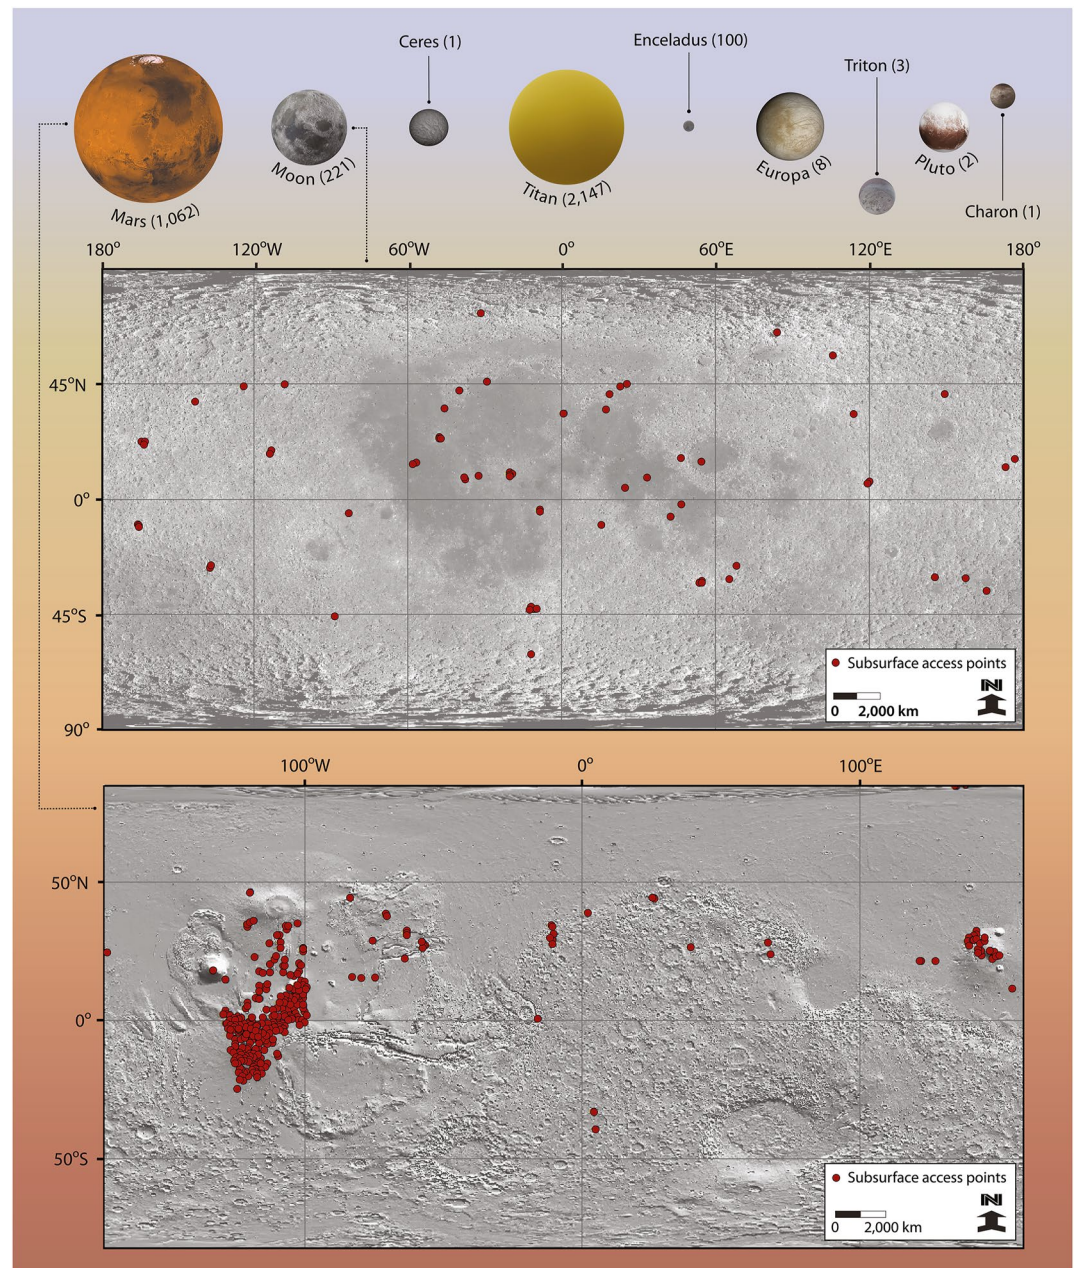 Ceres (1)
Enceladus (100)
Triton (3)
Mars (1,062)
Moon (221)
Titan (2,147)
Europa (8)
Pluto (2)
Charon (1)
180° 120°W 60°W 0° 60°E 120°E 180°
45°N
0°
45°S
90°
Subsurface access points
N
0 2,000 km
100°W 0° 100°E
50°N
0°
50°S
Subsurface access points
N
0 2,000 km